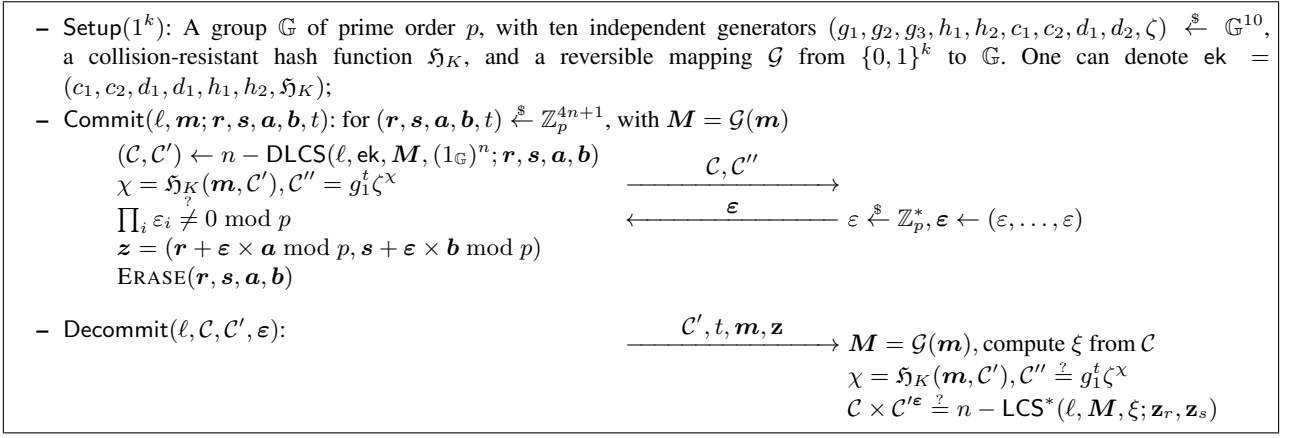 – Setup(1^k): A group 𝔾 of prime order p, with ten independent generators (g_1, g_2, g_3, h_1, h_2, c_1, c_2, d_1, d_2, ζ) ←$ 𝔾^10,
a collision-resistant hash function ℌ_K, and a reversible mapping 𝒢 from {0, 1}^k to 𝔾. One can denote ek =
(c_1, c_2, d_1, d_1, h_1, h_2, ℌ_K);
– Commit(ℓ, m; r, s, a, b, t): for (r, s, a, b, t) ←$ ℤ_p^{4n+1}, with M = 𝒢(m)
(𝒞, 𝒞′) ← n − DLCS(ℓ, ek, M, (1_𝔾)^n; r, s, a, b)
χ = ℌ_K(m, 𝒞′), 𝒞″ = g_1^t ζ^χ 𝒞, 𝒞″
∏_i ε_i ≠? 0 mod p ε ε ←$ ℤ_p^*, ε ← (ε, . . . , ε)
z = (r + ε × a mod p, s + ε × b mod p)
ERASE(r, s, a, b)
– Decommit(ℓ, 𝒞, 𝒞′, ε): 𝒞′, t, m, z M = 𝒢(m), compute ξ from 𝒞
χ = ℌ_K(m, 𝒞′), 𝒞″ =? g_1^t ζ^χ
𝒞 × 𝒞′^ε =? n − LCS*(ℓ, M, ξ; z_r, z_s)